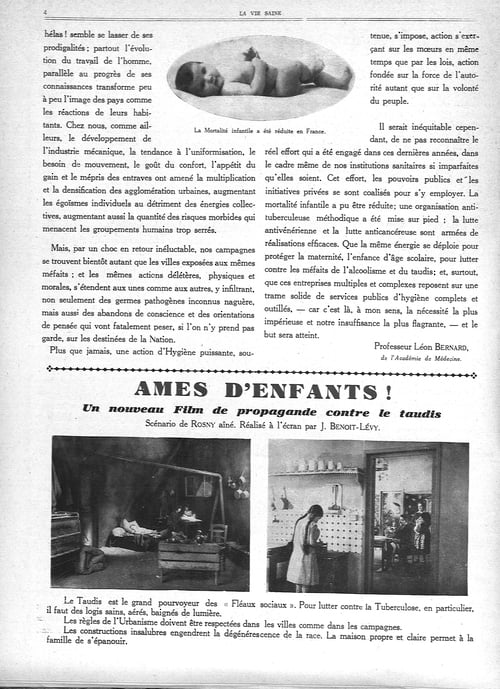 4
LA VIE SAINE
hélas ! semble se lasser de ses
prodigalités ; partout l'évolu-
tion du travail de l'homme,
parallèle au progrès de ses
connaissances transforme peu
à peu l'image des pays comme
les réactions de leurs habi-
tants. Chez nous, comme ail-
leurs, le développement de
l'industrie mécanique, la tendance à l'uniformisation, le
besoin de mouvement, le goût du confort, l'appétit du
gain et le mépris des entraves ont amené la multiplication
et la densification des agglomération urbaines, augmentant
les égoïsmes individuels au détriment des énergies collec-
tives, augmentant aussi la quantité des risques morbides qui
menacent les groupements humains trop serrés.
Mais, par un choc en retour inéluctable, nos campagnes
se trouvent bientôt autant que les villes exposées aux mêmes
méfaits ; et les mêmes actions délétères, physiques et
morales, s'étendent aux unes comme aux autres, y infiltrant,
non seulement des germes pathogènes inconnus naguère,
mais aussi des abandons de conscience et des orientations
de pensée qui vont fatalement peser, si l'on n'y prend pas
garde, sur les destinées de la Nation.
Plus que jamais, une action d'Hygiène puissante, sou-
La Mortalité infantile a été réduite en France.
tenue, s'impose, action s'exer-
çant sur les mœurs en même
temps que par les lois, action
fondée sur la force de l'auto-
rité autant que sur la volonté
du peuple.
Il serait inéquitable cepen-
dant, de ne pas reconnaître le
réel effort qui a été engagé dans ces dernières années, dans
le cadre même de nos institutions sanitaires si imparfaites
qu'elles soient. Cet effort, les pouvoirs publics et les
initiatives privées se sont coalisés pour s'y employer. La
mortalité infantile a pu être réduite ; une organisation anti-
tuberculeuse méthodique a été mise sur pied ; la lutte
antivénérienne et la lutte anticancéreuse sont armées de
réalisations efficaces. Que la même énergie se déploie pour
protéger la maternité, l'enfance d'âge scolaire, pour lutter
contre les méfaits de l'alcoolisme et du taudis ; et, surtout,
que ces entreprises multiples et complexes reposent sur une
trame solide de services publics d'hygiène complets et
outillés, — car c'est là, à mon sens, la nécessité la plus
impérieuse et notre insuffisance la plus flagrante, — et le
but sera atteint.
Professeur Léon BERNARD,
de l'Académie de Médecine.
AMES D'ENFANTS !
Un nouveau Film de propagande contre le taudis
Scénario de ROSNY aîné. Réalisé à l'écran par J. BENOIT-LÉVY.
Le Taudis est le grand pourvoyeur des « Fléaux sociaux ». Pour lutter contre la Tuberculose, en particulier,
il faut des logis sains, aérés, baignés de lumière.
Les règles de l'Urbanisme doivent être respectées dans les villes comme dans les campagnes.
Les constructions insalubres engendrent la dégénérescence de la race. La maison propre et claire permet à la
famille de s'épanouir.